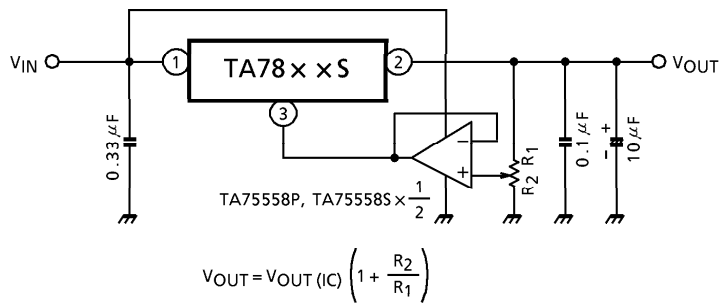 VIN
1
TA78××S
2
VOUT
3
0.33μF
−
+
R1
R2
0.1μF
− +
10μF
TA75558P, TA75558S × 1/2
VOUT = VOUT (IC) (1 + R2/R1)